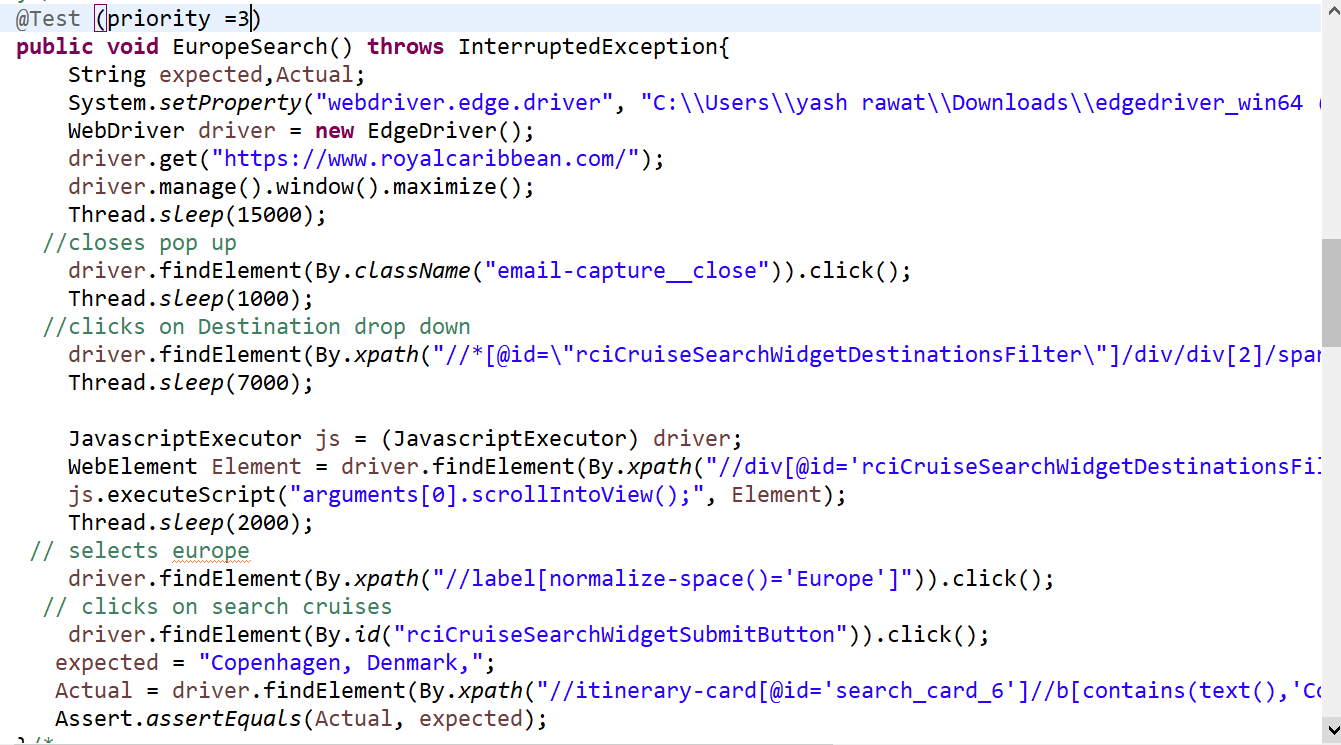 @Test (priority =3)
public void EuropeSearch() throws InterruptedException{
    String expected,Actual;
    System.setProperty("webdriver.edge.driver", "C:\\Users\\yash rawat\\Downloads\\edgedriver_win64
    WebDriver driver = new EdgeDriver();
    driver.get("https://www.royalcaribbean.com/");
    driver.manage().window().maximize();
    Thread.sleep(15000);
  //closes pop up
    driver.findElement(By.className("email-capture__close")).click();
    Thread.sleep(1000);
  //clicks on Destination drop down
    driver.findElement(By.xpath("//*[@id=\"rciCruiseSearchWidgetDestinationsFilter\"]/div/div[2]/span
    Thread.sleep(7000);
    JavascriptExecutor js = (JavascriptExecutor) driver;
    WebElement Element = driver.findElement(By.xpath("//div[@id='rciCruiseSearchWidgetDestinationsFil
    js.executeScript("arguments[0].scrollIntoView();", Element);
    Thread.sleep(2000);
 // selects europe
    driver.findElement(By.xpath("//label[normalize-space()='Europe']")).click();
  // clicks on search cruises
    driver.findElement(By.id("rciCruiseSearchWidgetSubmitButton")).click();
   expected = "Copenhagen, Denmark,";
   Actual = driver.findElement(By.xpath("//itinerary-card[@id='search_card_6']//b[contains(text(),'Co
   Assert.assertEquals(Actual, expected);